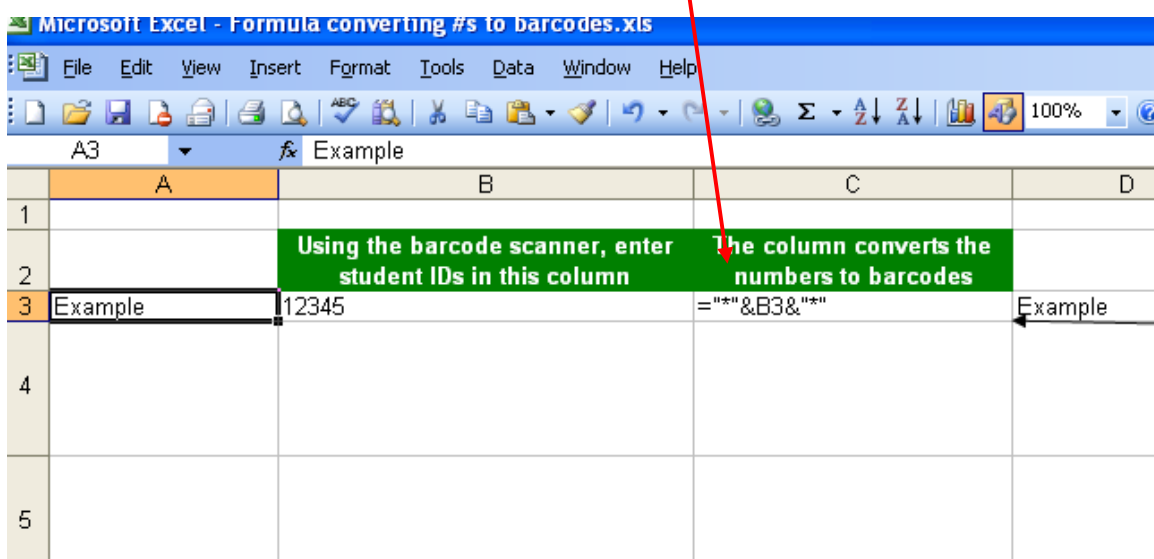 Microsoft Excel - Formula converting #s to barcodes.xls
File Edit View Insert Format Tools Data Window Help
ABC Σ A Z Z A 100%
A3 fx Example
A B C D
1
Using the barcode scanner, enter The column converts the
2 student IDs in this column numbers to barcodes
3 Example 12345 ="*"&B3&"*" Example
4
5